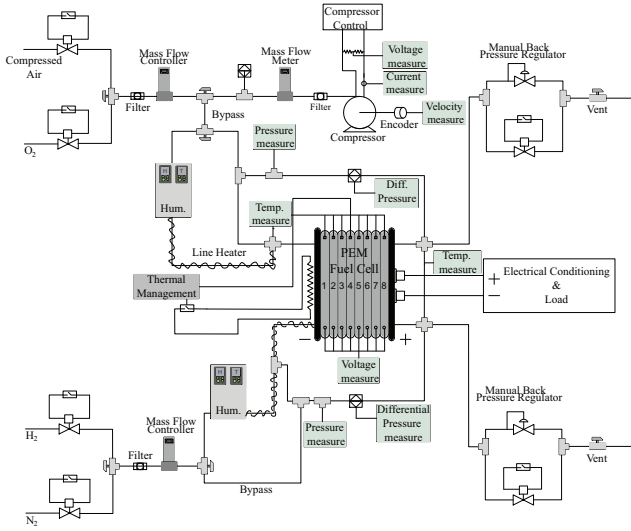 Compressor
Control
Mass Flow
Controller
Mass Flow
Meter
Voltage
measure
Current
measure
Manual Back
Pressure Regulator
Compressed
Air
Filter
Bypass
Filter
Compressor
Encoder
Velocity
measure
Vent
O2
Pressure
measure
H
T
Hum.
Diff.
Pressure
Temp.
measure
Line Heater
PEM
Fuel Cell
Temp.
measure
Thermal
Management
1 2 3 4 5 6 7 8
+
−
Electrical Conditioning
&
Load
−
+
Voltage
measure
H
T
Hum.
Mass Flow
Controller
H2
Filter
Pressure
measure
Differential
Pressure
measure
Manual Back
Pressure Regulator
Vent
Bypass
N2